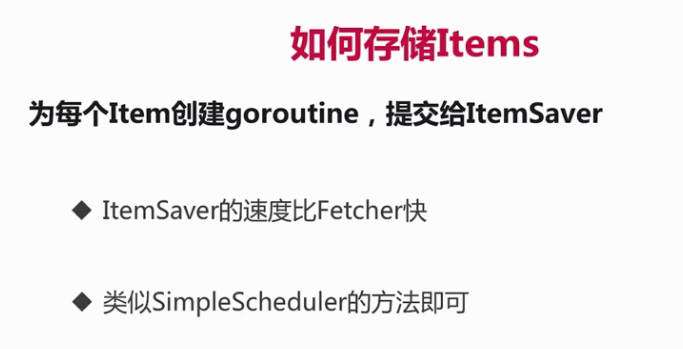 如何存储Items
为每个Item创建goroutine，提交给ItemSaver
◆ ItemSaver的速度比Fetcher快
◆ 类似SimpleScheduler的方法即可